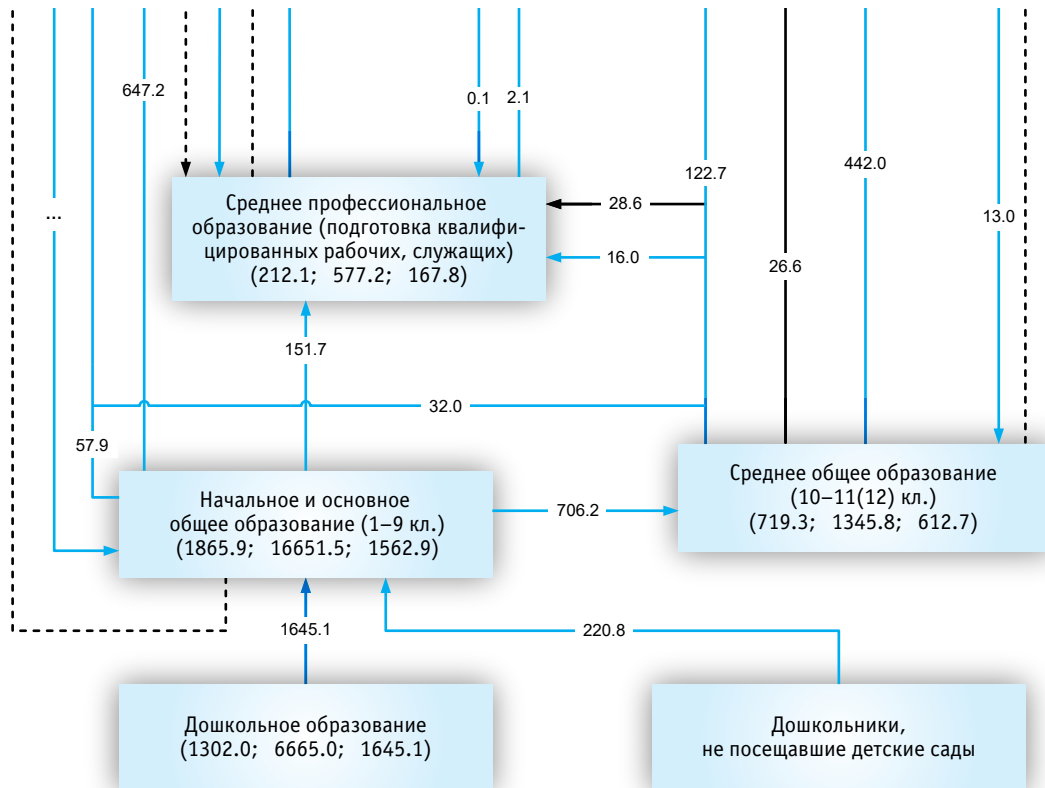 647.2
0.1
2.1
122.7
442.0
13.0
...
Среднее профессиональное
образование (подготовка квалифи-
цированных рабочих, служащих)
(212.1; 577.2; 167.8)
28.6
16.0
26.6
151.7
32.0
57.9
Начальное и основное
общее образование (1–9 кл.)
(1865.9; 16651.5; 1562.9)
706.2
Среднее общее образование
(10–11(12) кл.)
(719.3; 1345.8; 612.7)
1645.1
220.8
Дошкольное образование
(1302.0; 6665.0; 1645.1)
Дошкольники,
не посещавшие детские сады